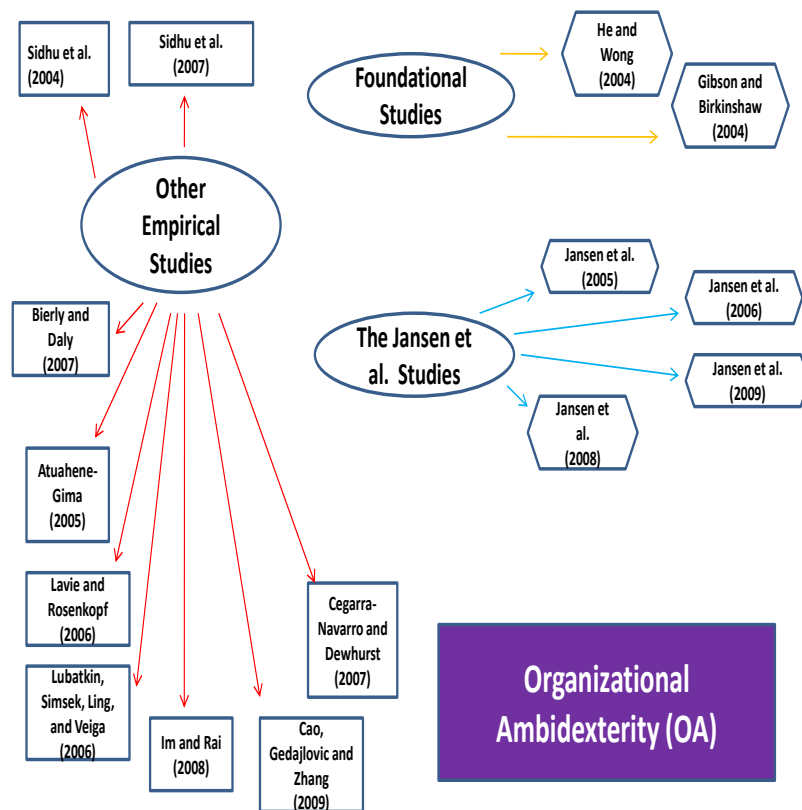 Sidhu et al.
(2004)
Sidhu et al.
(2007)
Other
Empirical
Studies
Bierly and
Daly
(2007)
Atuahene-
Gima
(2005)
Lavie and
Rosenkopf
(2006)
Lubatkin,
Simsek, Ling,
and Veiga
(2006)
Im and Rai
(2008)
Cao,
Gedajlovic and
Zhang
(2009)
Cegarra-
Navarro and
Dewhurst
(2007)
Foundational
Studies
He and
Wong
(2004)
Gibson and
Birkinshaw
(2004)
The Jansen et
al. Studies
Jansen et al.
(2005)
Jansen et al.
(2006)
Jansen et al.
(2009)
Jansen et
al.
(2008)
Organizational
Ambidexterity (OA)